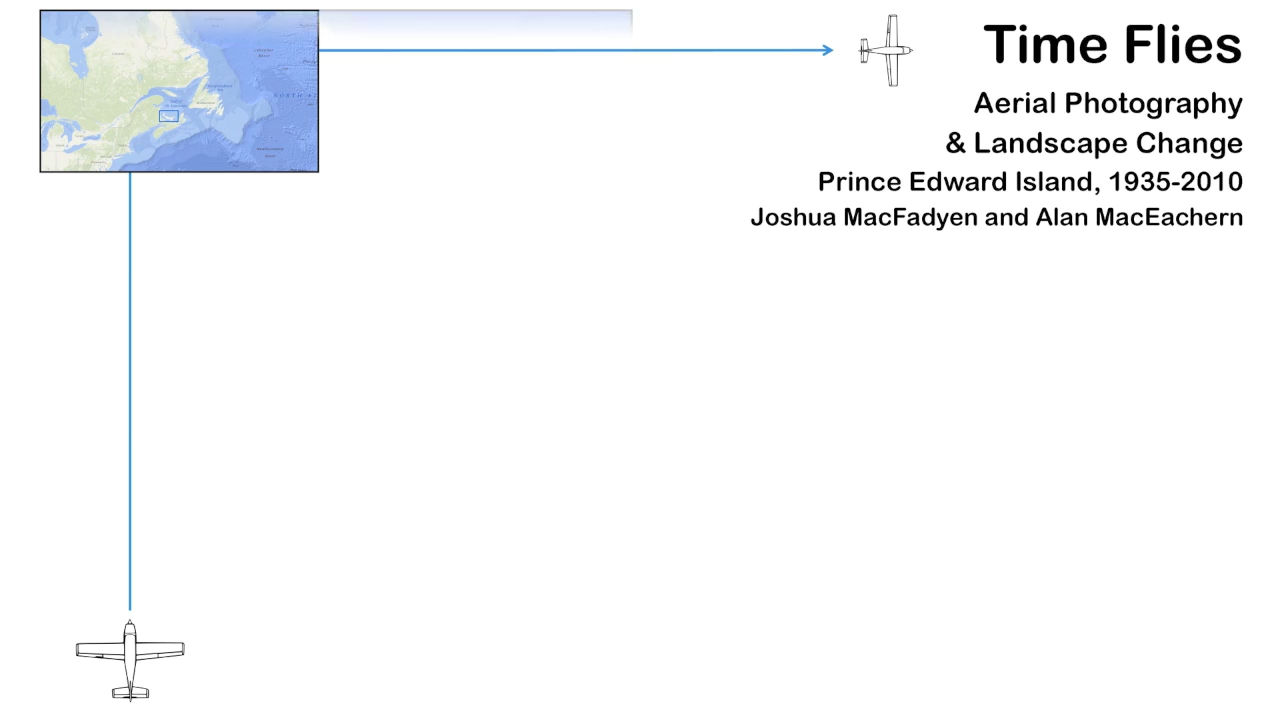 Time Flies
Aerial Photography
& Landscape Change
Prince Edward Island, 1935-2010
Joshua MacFadyen and Alan MacEachern